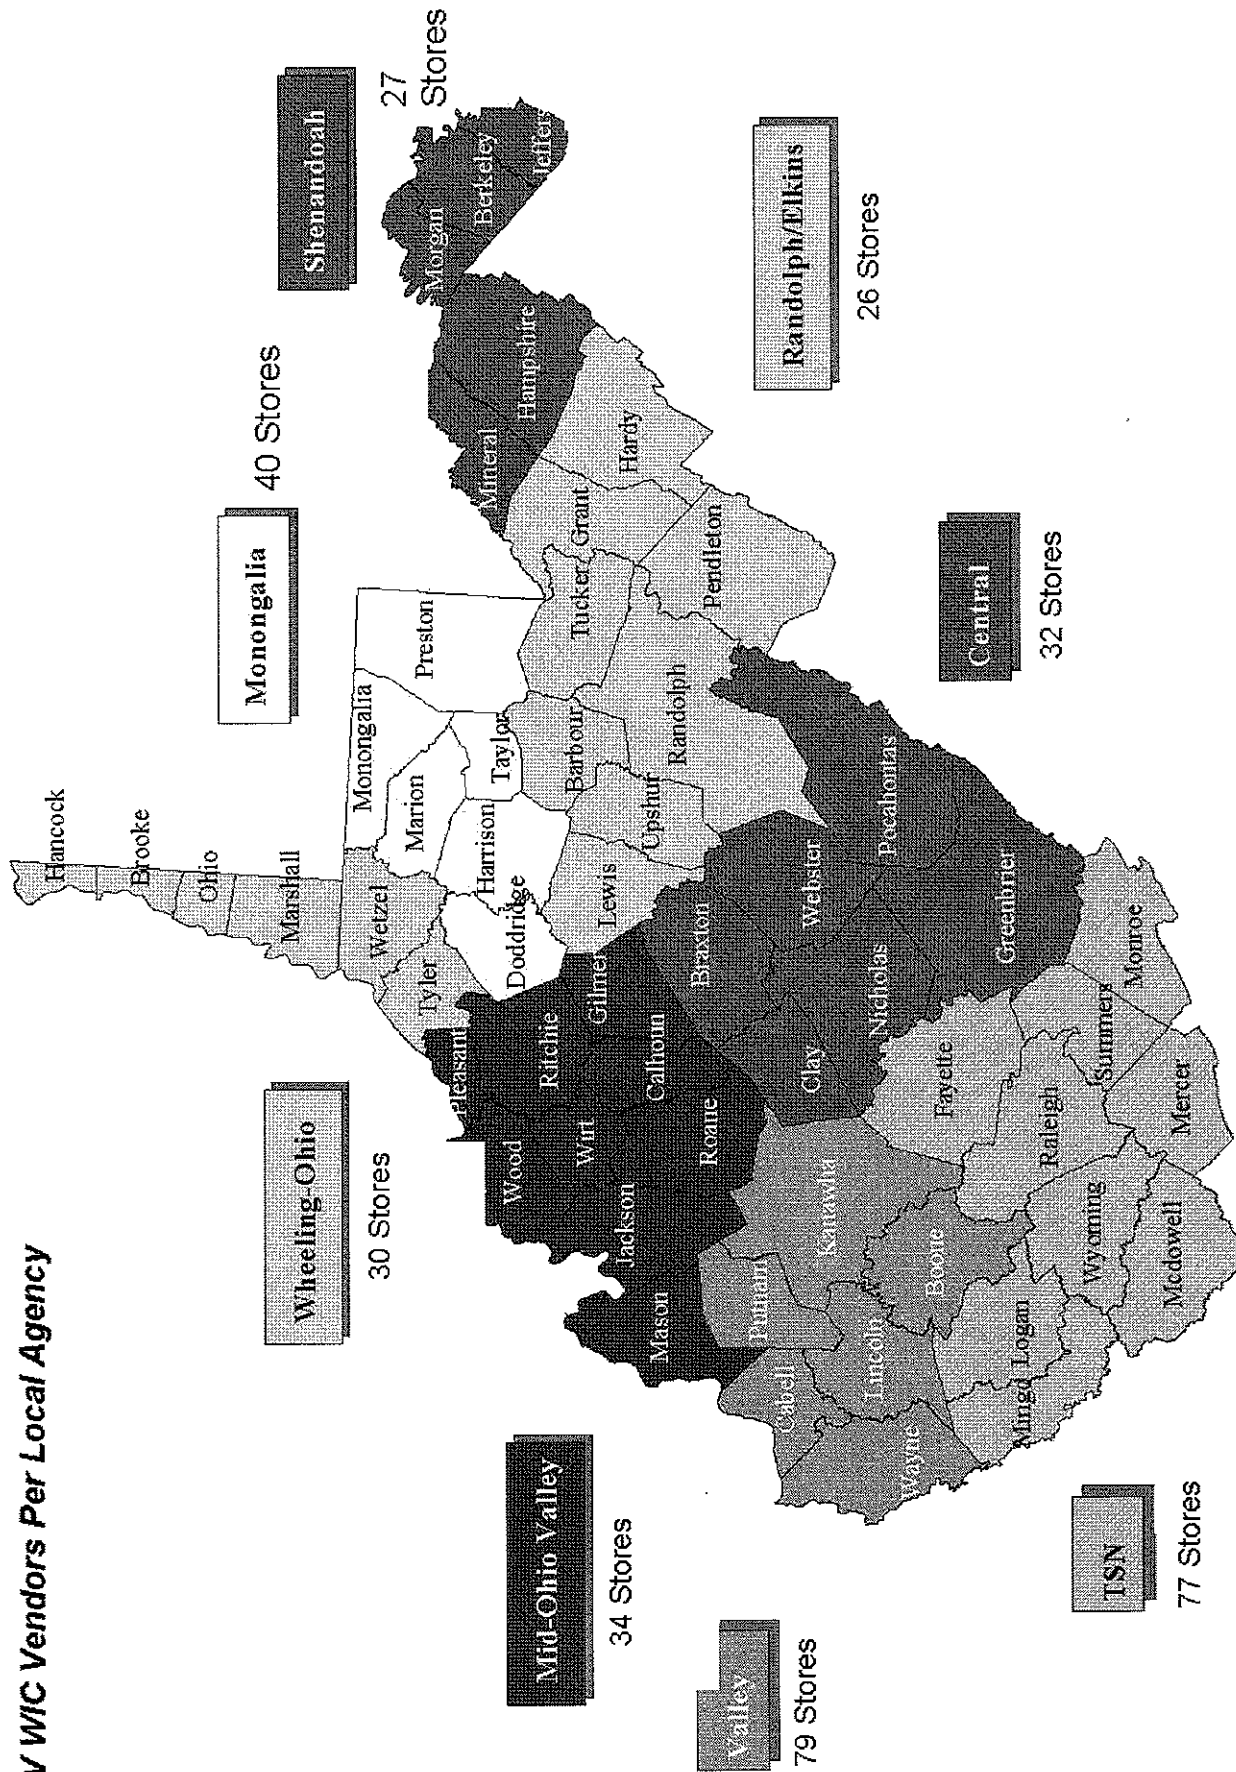 V WIC Vendors Per Local Agency
Wheeling-Ohio
30 Stores
Monongalia
40 Stores
Shenandoah
27
Stores
Mid-Ohio Valley
34 Stores
Valley
79 Stores
TSN
77 Stores
Central
32 Stores
Randolph/Elkins
26 Stores
Hancock
Brooke
Ohio
Marshall
Wetzel
Tyler
Monongalia
Marion
Preston
Taylor
Harrison
Doddridge
Morgan
Berkeley
Jeffers
Mineral
Hampshire
Hardy
Grant
Tucker
Pendleton
Barbour
Randolph
Upshur
Lewis
Pleasant
Ritchie
Gilmer
Wood
Wirt
Calhoun
Jackson
Roane
Mason
Braxton
Webster
Pocahontas
Clay
Nicholas
Greenbrier
Putnam
Kanawha
Cabell
Lincoln
Boone
Wayne
Fayette
Raleigh
Summers
Monroe
Mercer
Wyoming
Mcdowell
Logan
Mingo